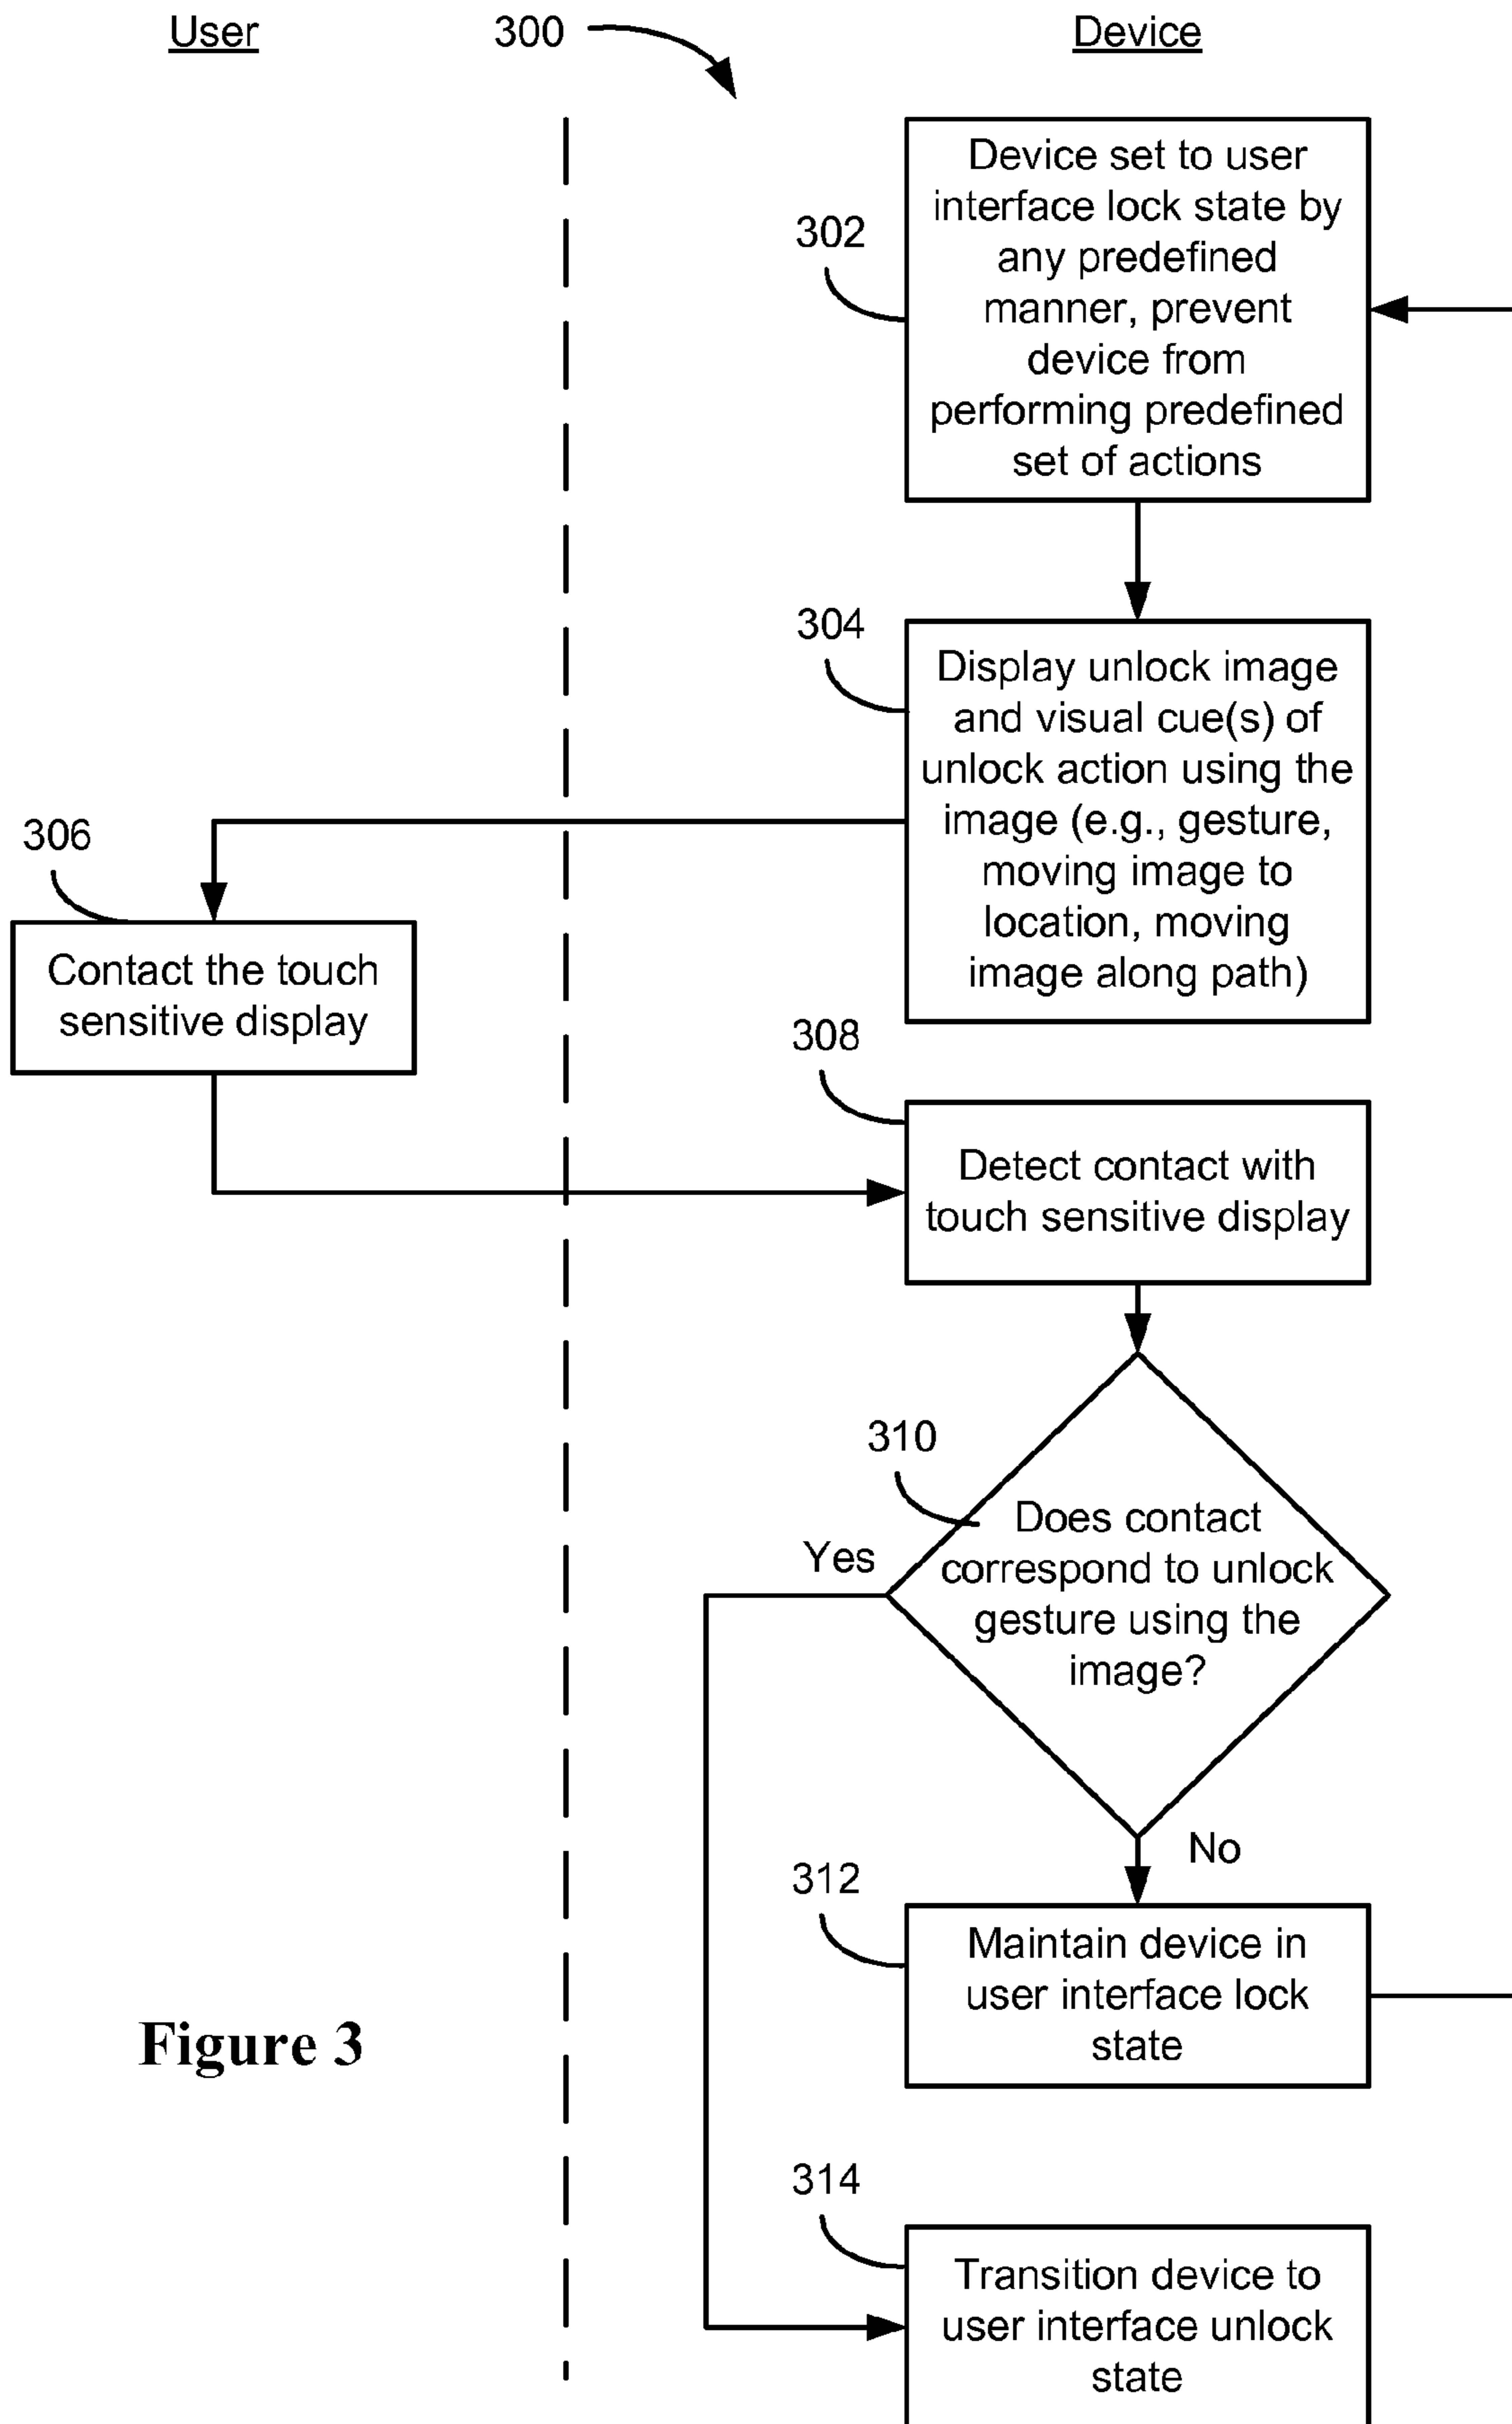 User
300
Device
302
Device set to user
interface lock state by
any predefined
manner, prevent
device from
performing predefined
set of actions
304
Display unlock image
and visual cue(s) of
unlock action using the
image (e.g., gesture,
moving image to
location, moving
image along path)
306
Contact the touch
sensitive display
308
Detect contact with
touch sensitive display
310
Does contact
correspond to unlock
gesture using the
image?
Yes
No
312
Maintain device in
user interface lock
state
Figure 3
314
Transition device to
user interface unlock
state